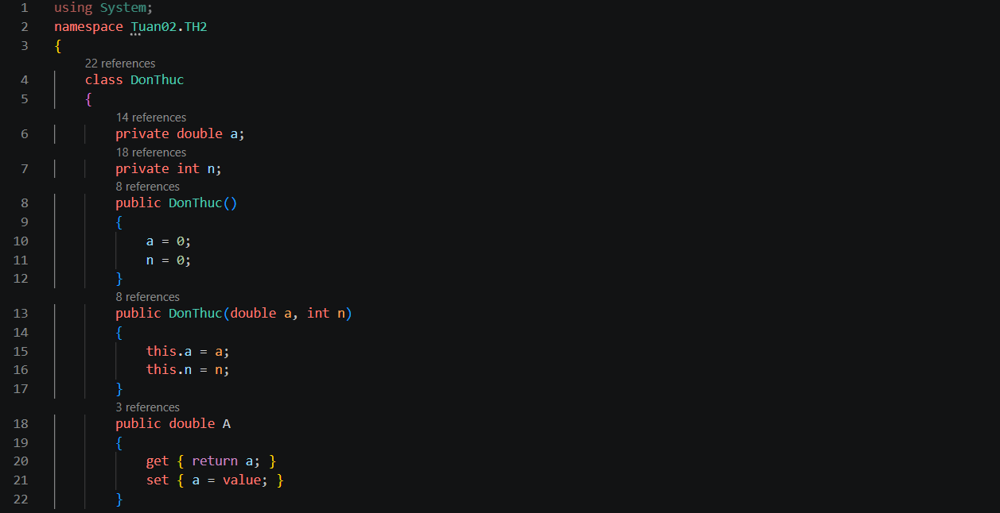 1 using System;
2 namespace Tuan02.TH2
3 {
22 references
4 class DonThuc
5 {
14 references
6 private double a;
18 references
7 private int n;
8 references
8 public DonThuc()
9 {
10 a = 0;
11 n = 0;
12 }
8 references
13 public DonThuc(double a, int n)
14 {
15 this.a = a;
16 this.n = n;
17 }
3 references
18 public double A
19 {
20 get { return a; }
21 set { a = value; }
22 }